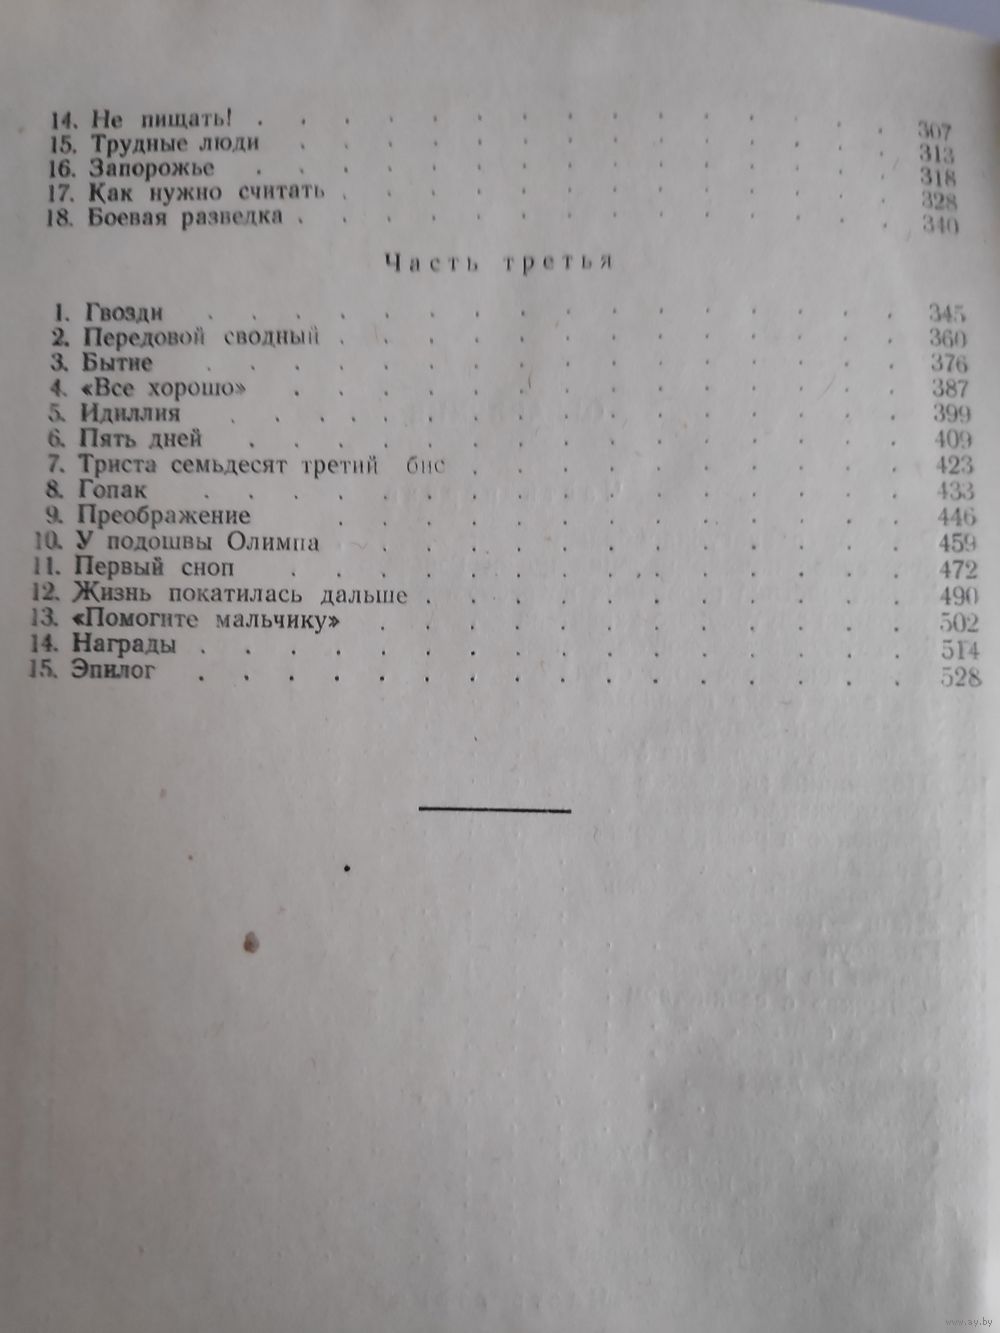 14. Не пищать! . . . . . . . . . . . . . . . 307
15. Трудные люди . . . . . . . . . . . . . . 313
16. Запорожье . . . . . . . . . . . . . . . 318
17. Как нужно считать . . . . . . . . . . . . . 328
18. Боевая разведка . . . . . . . . . . . . . . 340
Часть третья
1. Гвозди . . . . . . . . . . . . . . . . 345
2. Передовой сводный . . . . . . . . . . . . . 360
3. Бытие . . . . . . . . . . . . . . . . 376
4. «Все хорошо» . . . . . . . . . . . . . . 387
5. Идиллия . . . . . . . . . . . . . . . . 399
6. Пять дней . . . . . . . . . . . . . . . 409
7. Триста семьдесят третий бис . . . . . . . . . . 423
8. Гопак . . . . . . . . . . . . . . . . 433
9. Преображение . . . . . . . . . . . . . 446
10. У подошвы Олимпа . . . . . . . . . . . . 459
11. Первый сноп . . . . . . . . . . . . . . 472
12. Жизнь покатилась дальше . . . . . . . . . . . 490
13. «Помогите мальчику» . . . . . . . . . . . . 502
14. Награды . . . . . . . . . . . . . . . . 514
15. Эпилог . . . . . . . . . . . . . . . . 528
www.ay.by